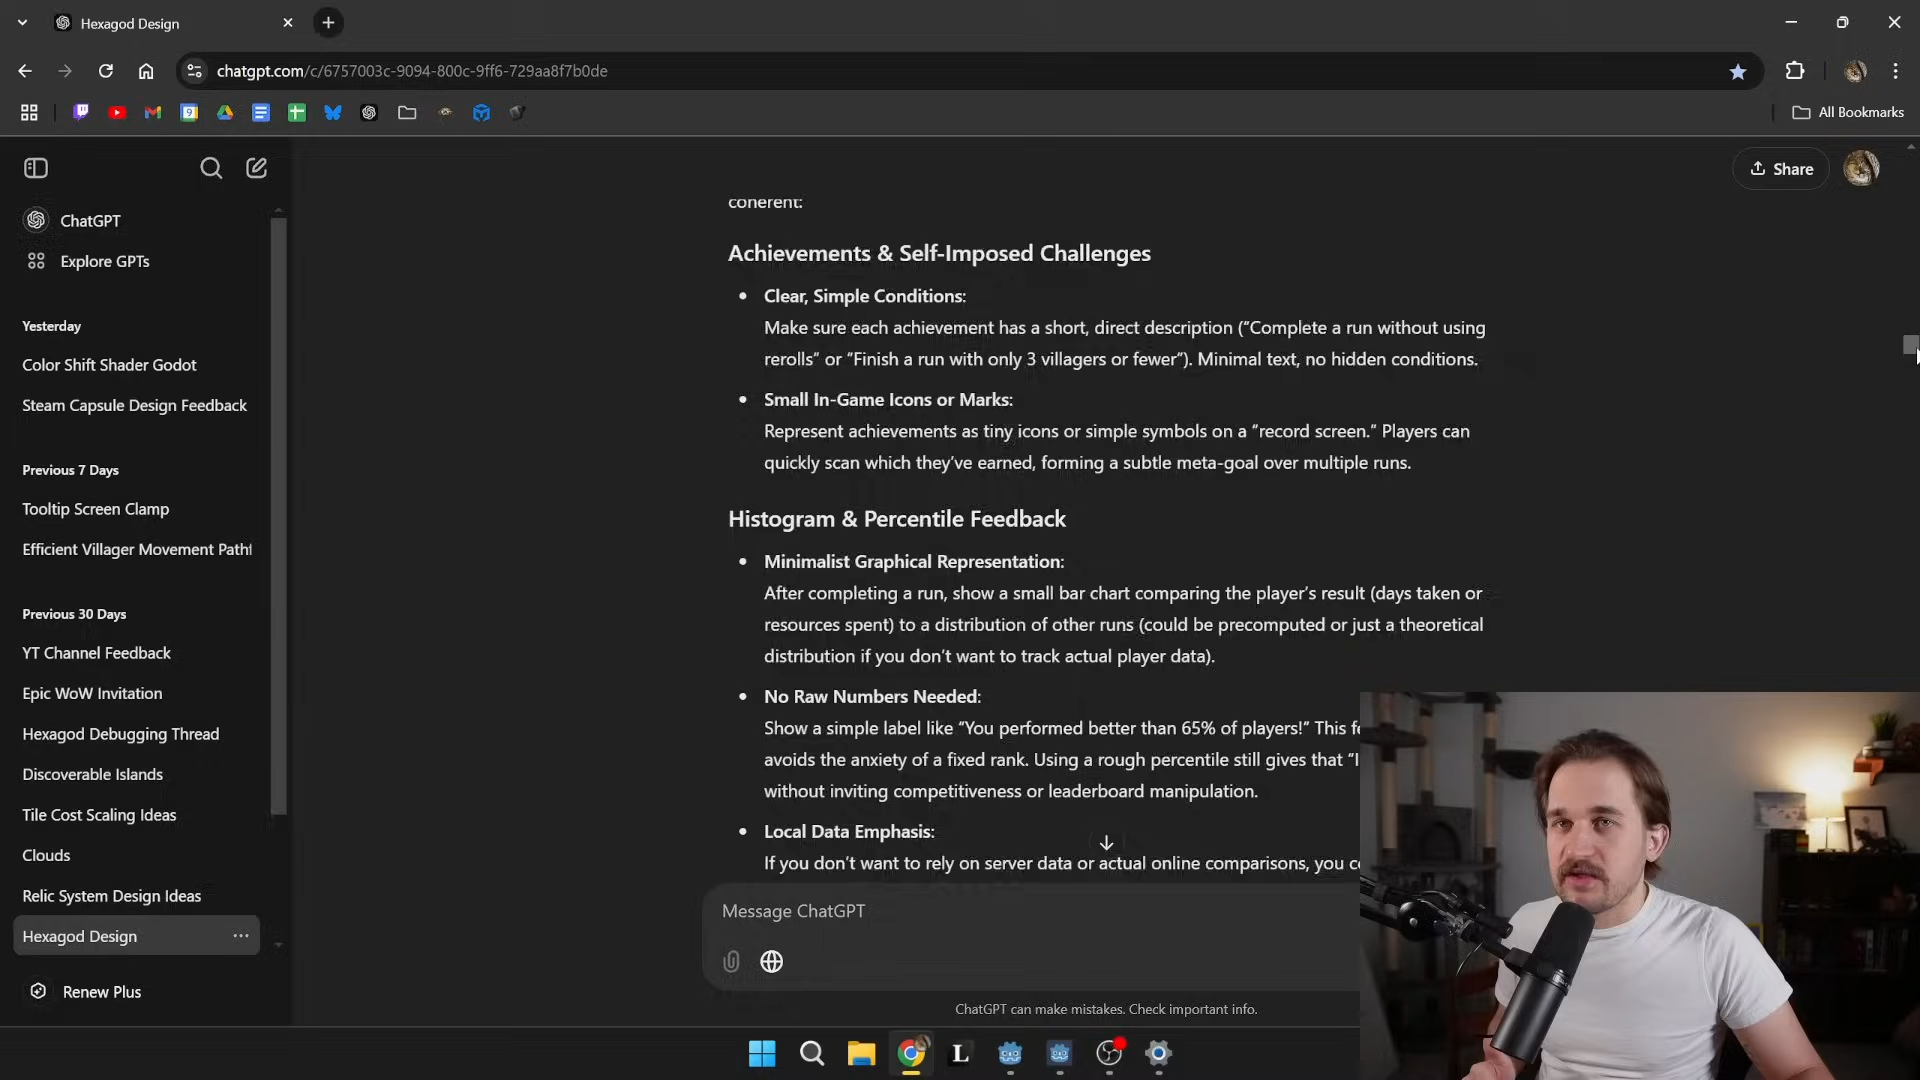 Hexagod Design
chatgpt.com/c/6757003c-9094-800c-9ff6-729aa8f7b0de
9
All Bookmarks
Share
ChatGPT
Explore GPTs
Yesterday
Color Shift Shader Godot
Steam Capsule Design Feedback
Previous 7 Days
Tooltip Screen Clamp
Efficient Villager Movement Pathf
Previous 30 Days
YT Channel Feedback
Epic WoW Invitation
Hexagod Debugging Thread
Discoverable Islands
Tile Cost Scaling Ideas
Clouds
Relic System Design Ideas
Hexagod Design
Renew Plus
coherent:
Achievements & Self-Imposed Challenges
Clear, Simple Conditions:
Make sure each achievement has a short, direct description (“Complete a run without using
rerolls” or “Finish a run with only 3 villagers or fewer”). Minimal text, no hidden conditions.
Small In-Game Icons or Marks:
Represent achievements as tiny icons or simple symbols on a “record screen.” Players can
quickly scan which they’ve earned, forming a subtle meta-goal over multiple runs.
Histogram & Percentile Feedback
Minimalist Graphical Representation:
After completing a run, show a small bar chart comparing the player’s result (days taken or
resources spent) to a distribution of other runs (could be precomputed or just a theoretical
distribution if you don’t want to track actual player data).
No Raw Numbers Needed:
Show a simple label like “You performed better than 65% of players!” This fe
avoids the anxiety of a fixed rank. Using a rough percentile still gives that “I
without inviting competitiveness or leaderboard manipulation.
Local Data Emphasis:
If you don’t want to rely on server data or actual online comparisons, you co
Message ChatGPT
ChatGPT can make mistakes. Check important info.
L